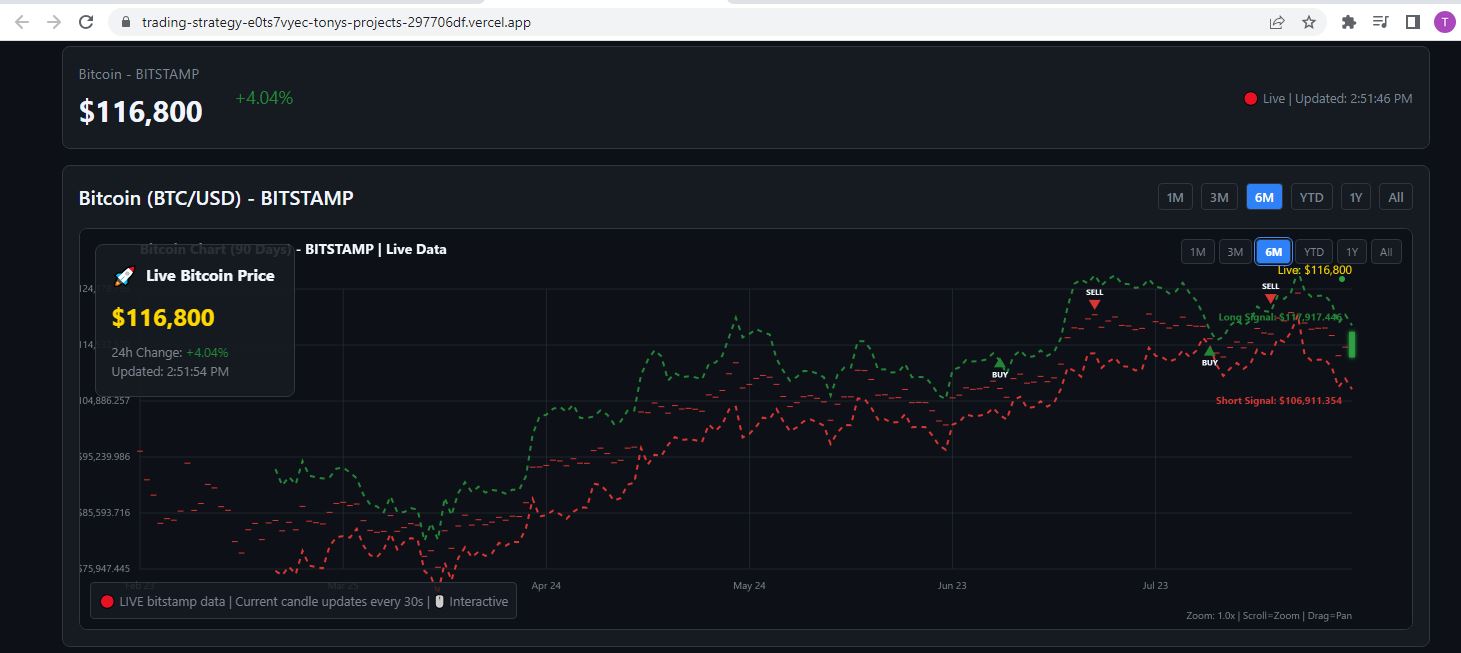 trading-strategy-e0ts7vyec-tonys-projects-297706df.vercel.app
T
Bitcoin - BITSTAMP
$116,800 +4.04%
Live | Updated: 2:51:46 PM
Bitcoin (BTC/USD) - BITSTAMP
1M 3M 6M YTD 1Y All
Bitcoin Chart (90 Days) - BITSTAMP | Live Data
1M 3M 6M YTD 1Y All
Live Bitcoin Price
$116,800
24h Change: +4.04%
Updated: 2:51:54 PM
Live: $116,800
SELL
SELL
Long Signal: $117,917.446
BUY
BUY
Short Signal: $106,911.354
04,886.257
$95,239.986
$85,593.716
$75,947.445
Feb 23 Mar 25 Apr 24 May 24 Jun 23 Jul 23
LIVE bitstamp data | Current candle updates every 30s | Interactive
Zoom: 1.0x | Scroll=Zoom | Drag=Pan